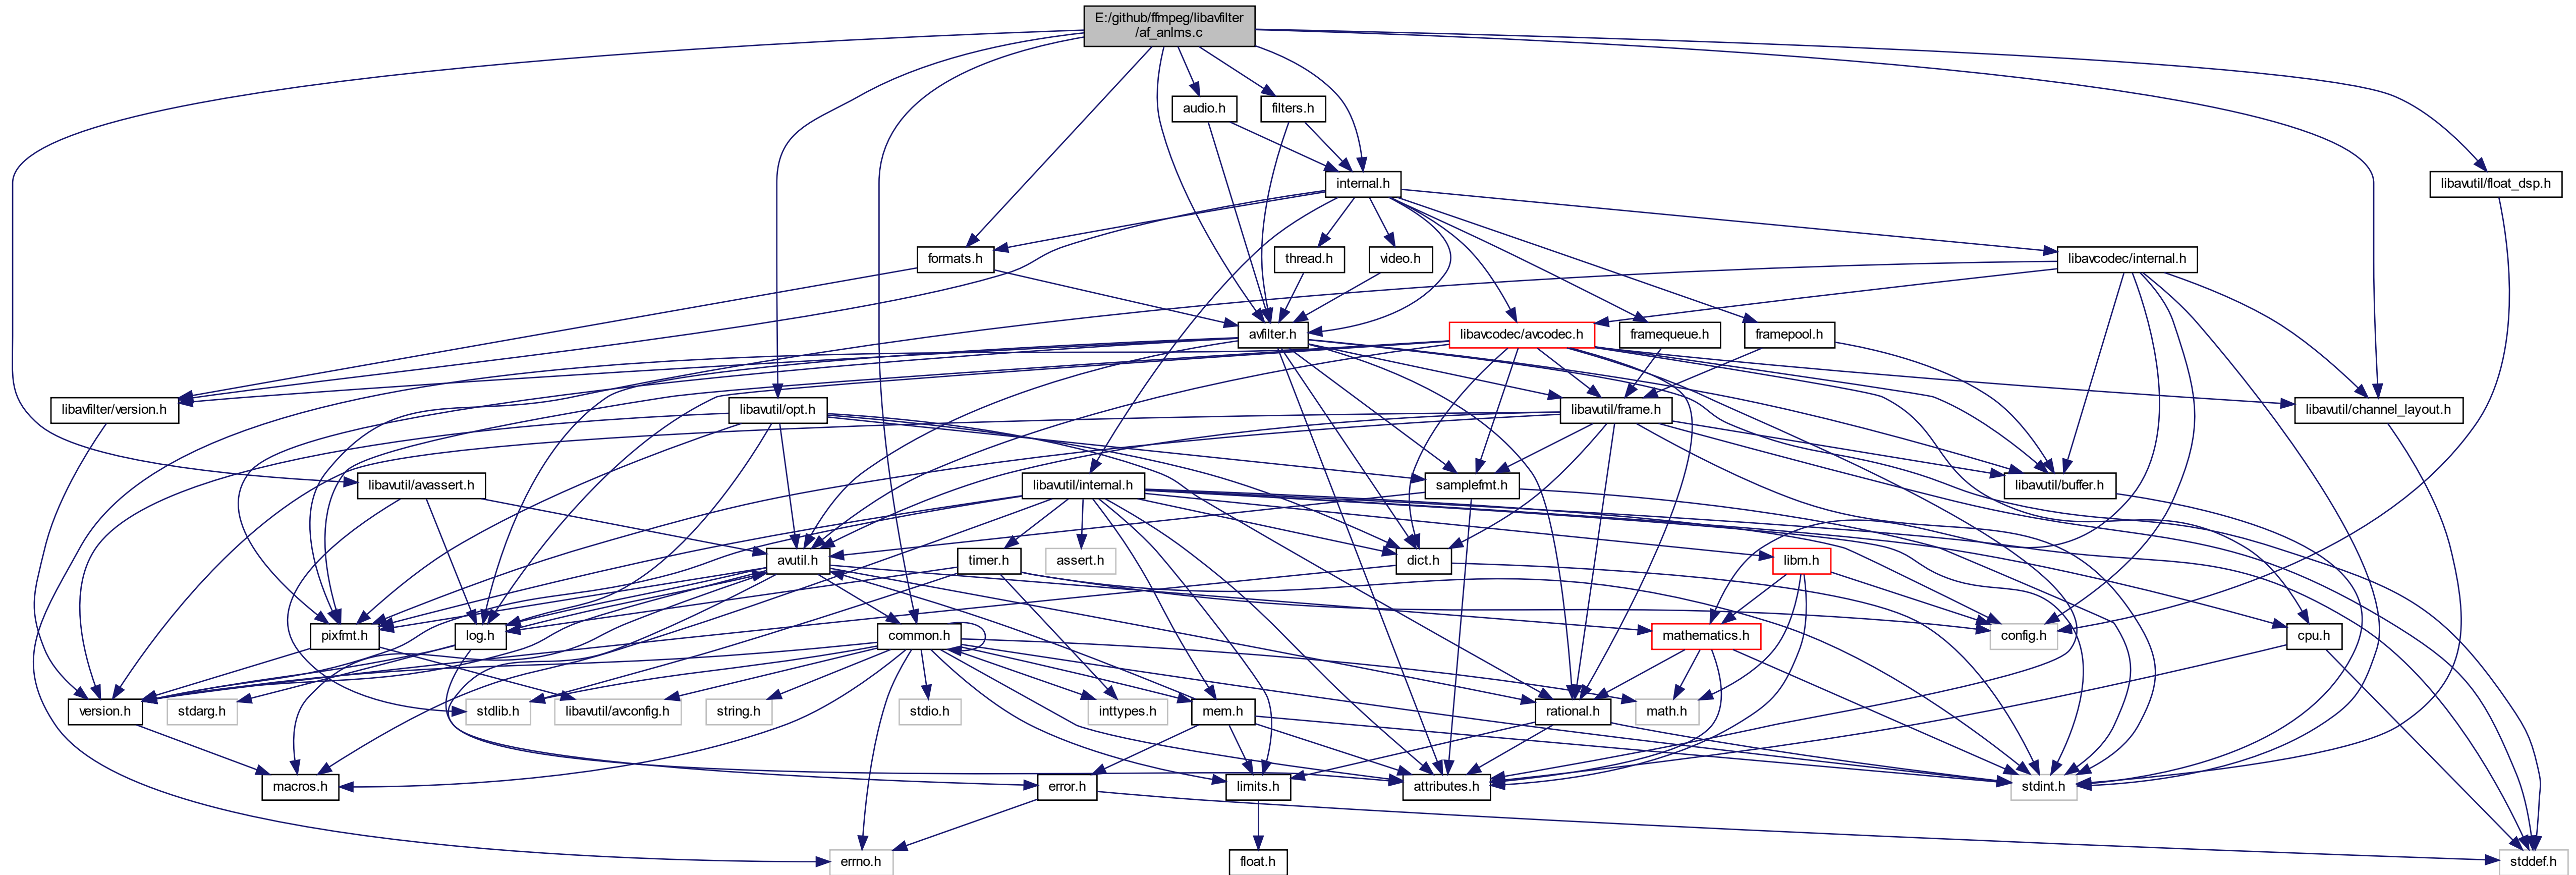 E:/github/ffmpeg/libavfilter
/af_anlms.c
audio.h
filters.h
internal.h
libavutil/float_dsp.h
formats.h
thread.h
video.h
libavcodec/internal.h
avfilter.h
libavcodec/avcodec.h
framequeue.h
framepool.h
libavfilter/version.h
libavutil/opt.h
libavutil/frame.h
libavutil/channel_layout.h
libavutil/avassert.h
libavutil/internal.h
samplefmt.h
libavutil/buffer.h
avutil.h
timer.h
assert.h
dict.h
libm.h
pixfmt.h
log.h
common.h
mathematics.h
config.h
cpu.h
version.h
stdarg.h
stdlib.h
libavutil/avconfig.h
string.h
stdio.h
inttypes.h
mem.h
rational.h
math.h
macros.h
error.h
limits.h
attributes.h
stdint.h
errno.h
float.h
stddef.h